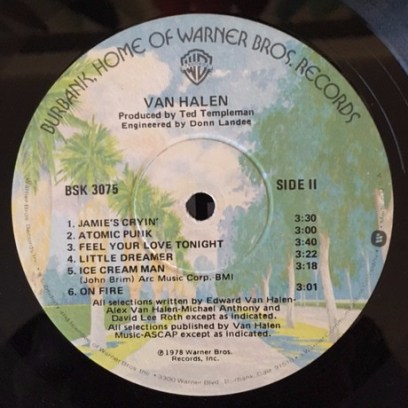 BURBANK, HOME OF WARNER BROS. RECORDS
VAN HALEN
Produced by Ted Templeman
Engineered by Donn Landee
BSK 3075
SIDE II
1. JAMIE'S CRYIN' 3:30
2. ATOMIC PUNK 3:00
3. FEEL YOUR LOVE TONIGHT 3:40
4. LITTLE DREAMER 3:22
5. ICE CREAM MAN 3:18
(John Brim) Arc Music Corp.-BMI
6. ON FIRE 3:01
All selections written by Edward Van Halen-
Alex Van Halen-Michael Anthony and
David Lee Roth except as indicated.
All selections published by Van Halen
Music-ASCAP except as indicated.
℗1978 Warner Bros.
Records, Inc.